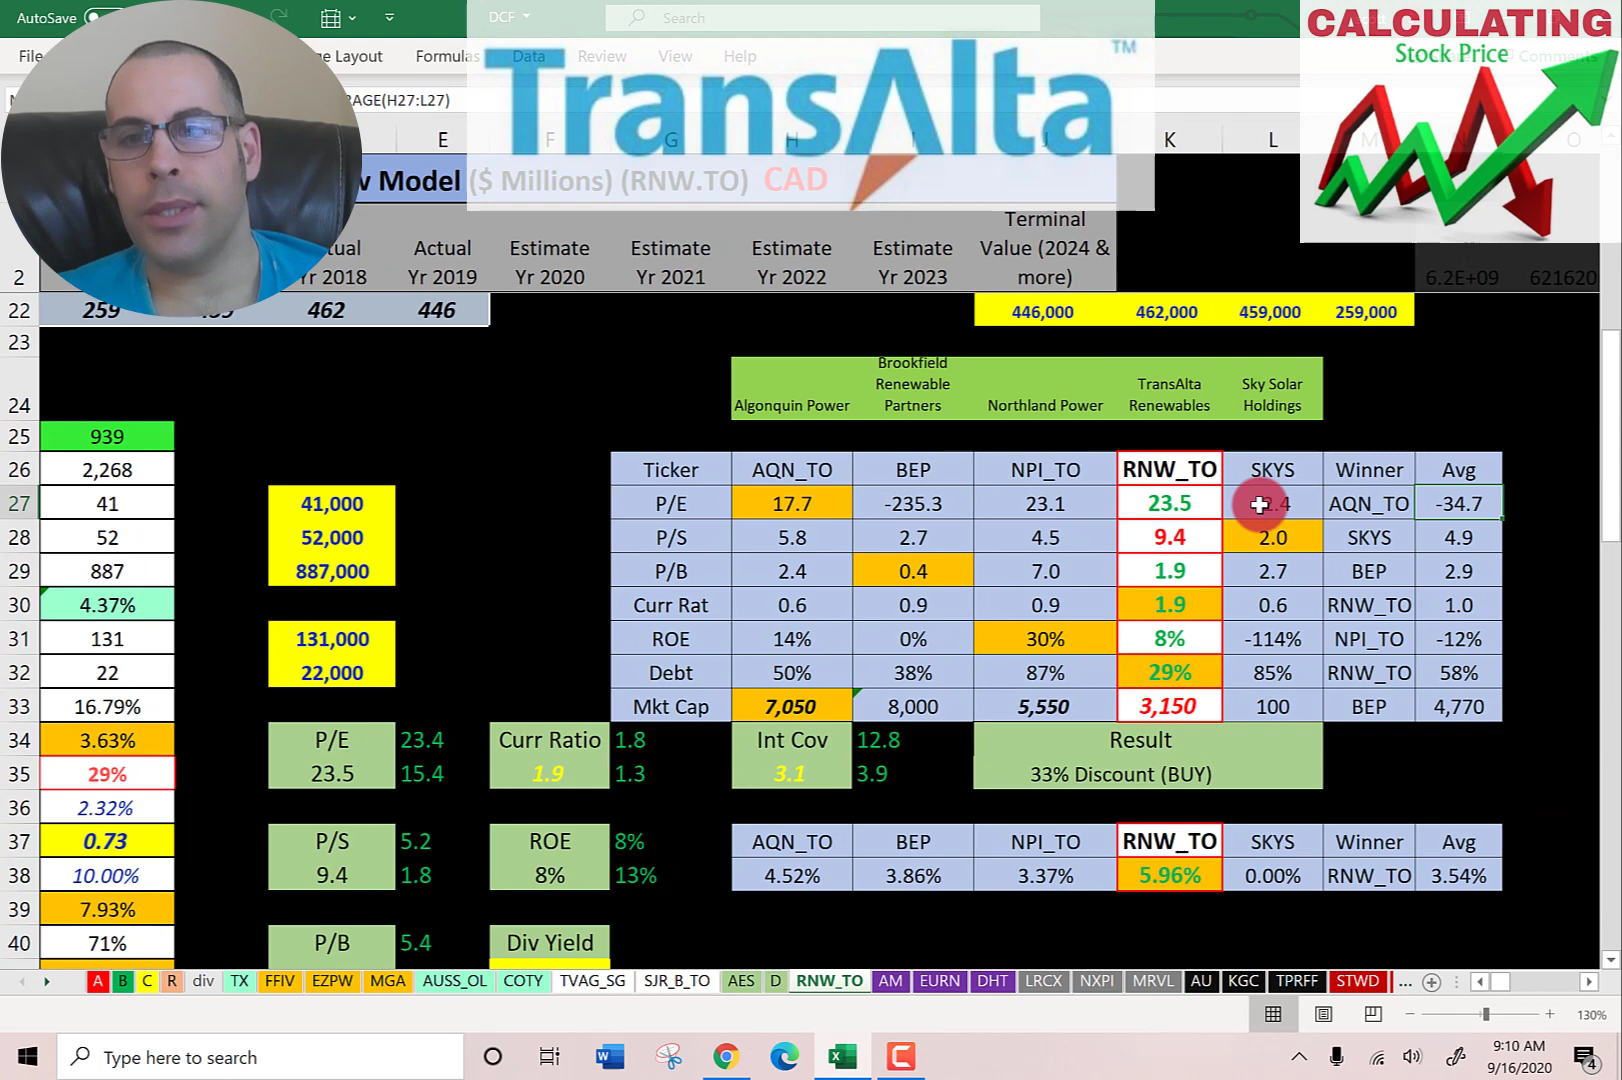 AutoSave
DCF
Search
CALCULATING
Stock Price
TransAlta™
File
ge Layout
Formulas
Data
Review
View
Help
Comments
RAGE(H27:L27)
E F G H J K L M N O
w Model ($ Millions) (RNW.TO) CAD
2
Yr 2018
Actual
Yr 2019
Estimate
Yr 2020
Estimate
Yr 2021
Estimate
Yr 2022
Estimate
Yr 2023
Terminal
Value (2024 &
more)
6.2E+09
621620
22 259 462 446 446,000 462,000 459,000 259,000
23
24 Algonquin Power
Brookfield
Renewable
Partners
Northland Power
TransAlta
Renewables
Sky Solar
Holdings
25 939
26 2,268 Ticker AQN_TO BEP NPI_TO RNW_TO SKYS Winner Avg
27 41 41,000 P/E 17.7 -235.3 23.1 23.5 AQN_TO -34.7
28 52 52,000 P/S 5.8 2.7 4.5 9.4 2.0 SKYS 4.9
29 887 887,000 P/B 2.4 0.4 7.0 1.9 2.7 BEP 2.9
30 4.37% Curr Rat 0.6 0.9 0.9 1.9 0.6 RNW_TO 1.0
31 131 131,000 ROE 14% 0% 30% 8% -114% NPI_TO -12%
32 22 22,000 Debt 50% 38% 87% 29% 85% RNW_TO 58%
33 16.79% Mkt Cap 7,050 8,000 5,550 3,150 100 BEP 4,770
34 3.63% P/E 23.4 Curr Ratio 1.8 Int Cov 12.8 Result
35 29% 23.5 15.4 1.9 1.3 3.1 3.9 33% Discount (BUY)
36 2.32%
37 0.73 P/S 5.2 ROE 8% AQN_TO BEP NPI_TO RNW_TO SKYS Winner Avg
38 10.00% 9.4 1.8 8% 13% 4.52% 3.86% 3.37% 5.96% 0.00% RNW_TO 3.54%
39 7.93%
40 71% P/B 5.4 Div Yield
A B C R div TX FFIV EZPW MGA AUSS_OL COTY TVAG_SG SJR_B_TO AES D RNW_TO AM EURN DHT LRCX NXPI MRVL AU KGC TPRFF STWD ...
130%
Type here to search
9:10 AM
9/16/2020
4